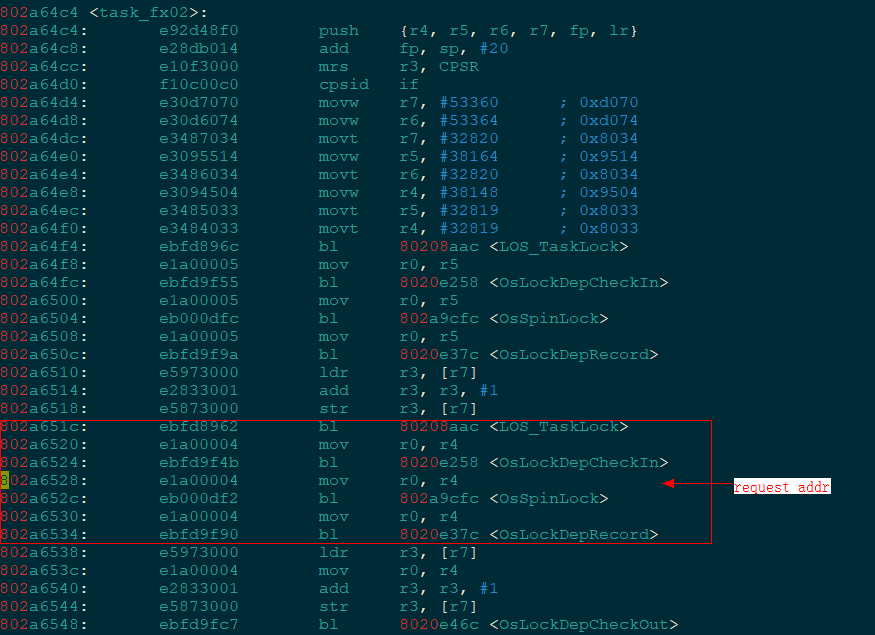 802a64c4 <task_fx02>:
802a64c4: e92d48f0 push {r4, r5, r6, r7, fp, lr}
802a64c8: e28db014 add fp, sp, #20
802a64cc: e10f3000 mrs r3, CPSR
802a64d0: f10c00c0 cpsid if
802a64d4: e30d7070 movw r7, #53360 ; 0xd070
802a64d8: e30d6074 movw r6, #53364 ; 0xd074
802a64dc: e3487034 movt r7, #32820 ; 0x8034
802a64e0: e3095514 movw r5, #38164 ; 0x9514
802a64e4: e3486034 movt r6, #32820 ; 0x8034
802a64e8: e3094504 movw r4, #38148 ; 0x9504
802a64ec: e3485033 movt r5, #32819 ; 0x8033
802a64f0: e3484033 movt r4, #32819 ; 0x8033
802a64f4: ebfd896c bl 80208aac <LOS_TaskLock>
802a64f8: e1a00005 mov r0, r5
802a64fc: ebfd9f55 bl 8020e258 <OsLockDepCheckIn>
802a6500: e1a00005 mov r0, r5
802a6504: eb000dfc bl 802a9cfc <OsSpinLock>
802a6508: e1a00005 mov r0, r5
802a650c: ebfd9f9a bl 8020e37c <OsLockDepRecord>
802a6510: e5973000 ldr r3, [r7]
802a6514: e2833001 add r3, r3, #1
802a6518: e5873000 str r3, [r7]
802a651c: ebfd8962 bl 80208aac <LOS_TaskLock>
802a6520: e1a00004 mov r0, r4
802a6524: ebfd9f4b bl 8020e258 <OsLockDepCheckIn>
802a6528: e1a00004 mov r0, r4
request addr
802a652c: eb000df2 bl 802a9cfc <OsSpinLock>
802a6530: e1a00004 mov r0, r4
802a6534: ebfd9f90 bl 8020e37c <OsLockDepRecord>
802a6538: e5973000 ldr r3, [r7]
802a653c: e1a00004 mov r0, r4
802a6540: e2833001 add r3, r3, #1
802a6544: e5873000 str r3, [r7]
802a6548: ebfd9fc7 bl 8020e46c <OsLockDepCheckOut>